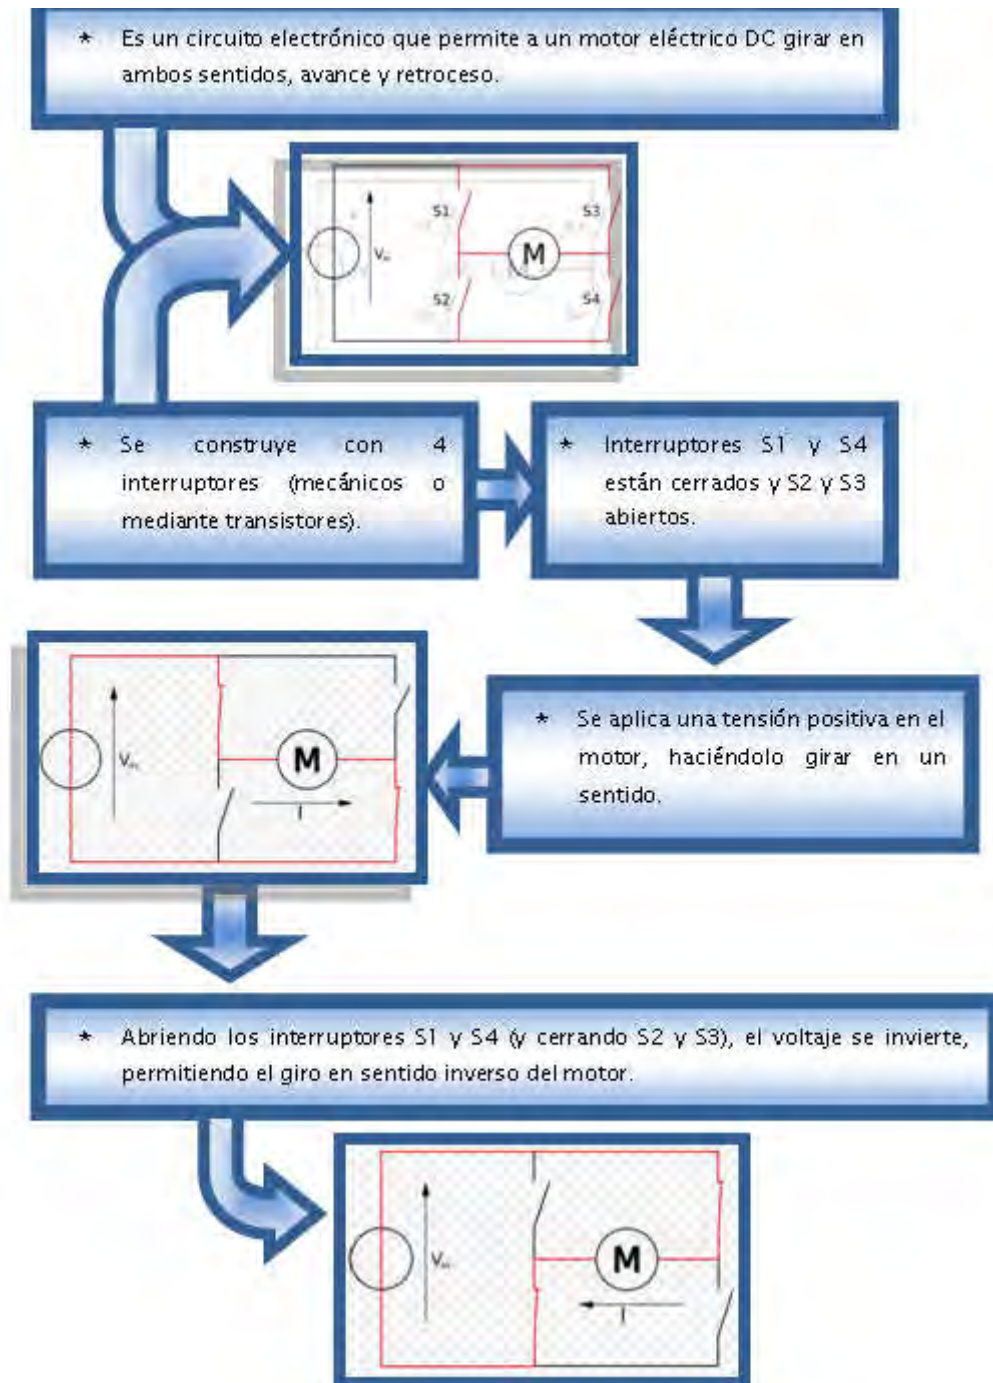 * Es un circuito electrónico que permite a un motor eléctrico DC girar en
ambos sentidos, avance y retroceso.
S1
S3
M
S2
S4
* Se construye con 4
interruptores (mecánicos o
mediante transistores).
* Interruptores S1 y S4
están cerrados y S2 y S3
abiertos.
M
I
* Se aplica una tensión positiva en el
motor, haciéndolo girar en un
sentido.
* Abriendo los interruptores S1 y S4 (y cerrando S2 y S3), el voltaje se invierte,
permitiendo el giro en sentido inverso del motor.
M
I